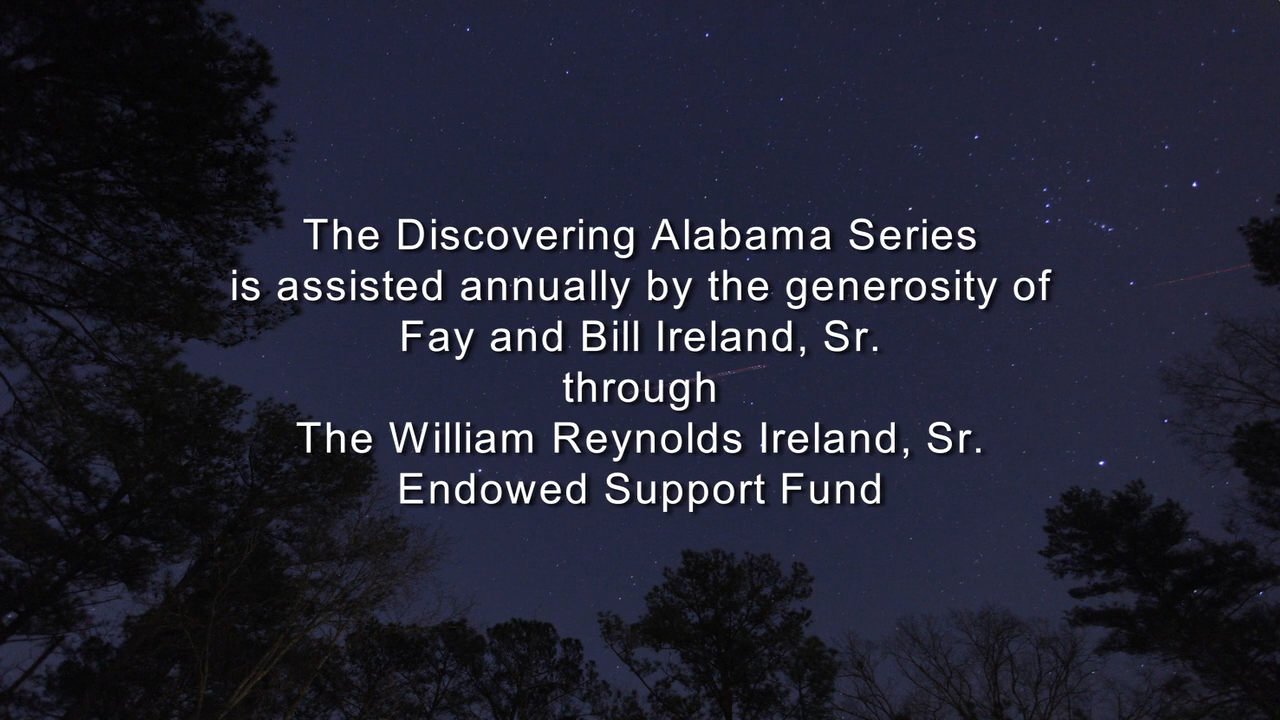 The Discovering Alabama Series
is assisted annually by the generosity of
Fay and Bill Ireland, Sr.
through
The William Reynolds Ireland, Sr.
Endowed Support Fund